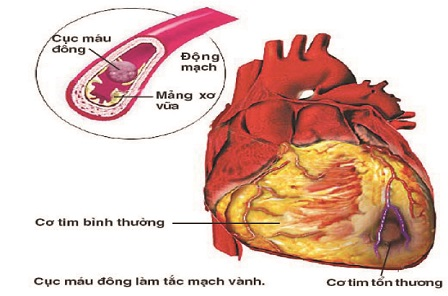 Cục máu
đông
Động
mạch
Mảng xơ
vữa
Cơ tim bình thường
Cục máu đông làm tắc mạch vành.
Cơ tim tổn thương